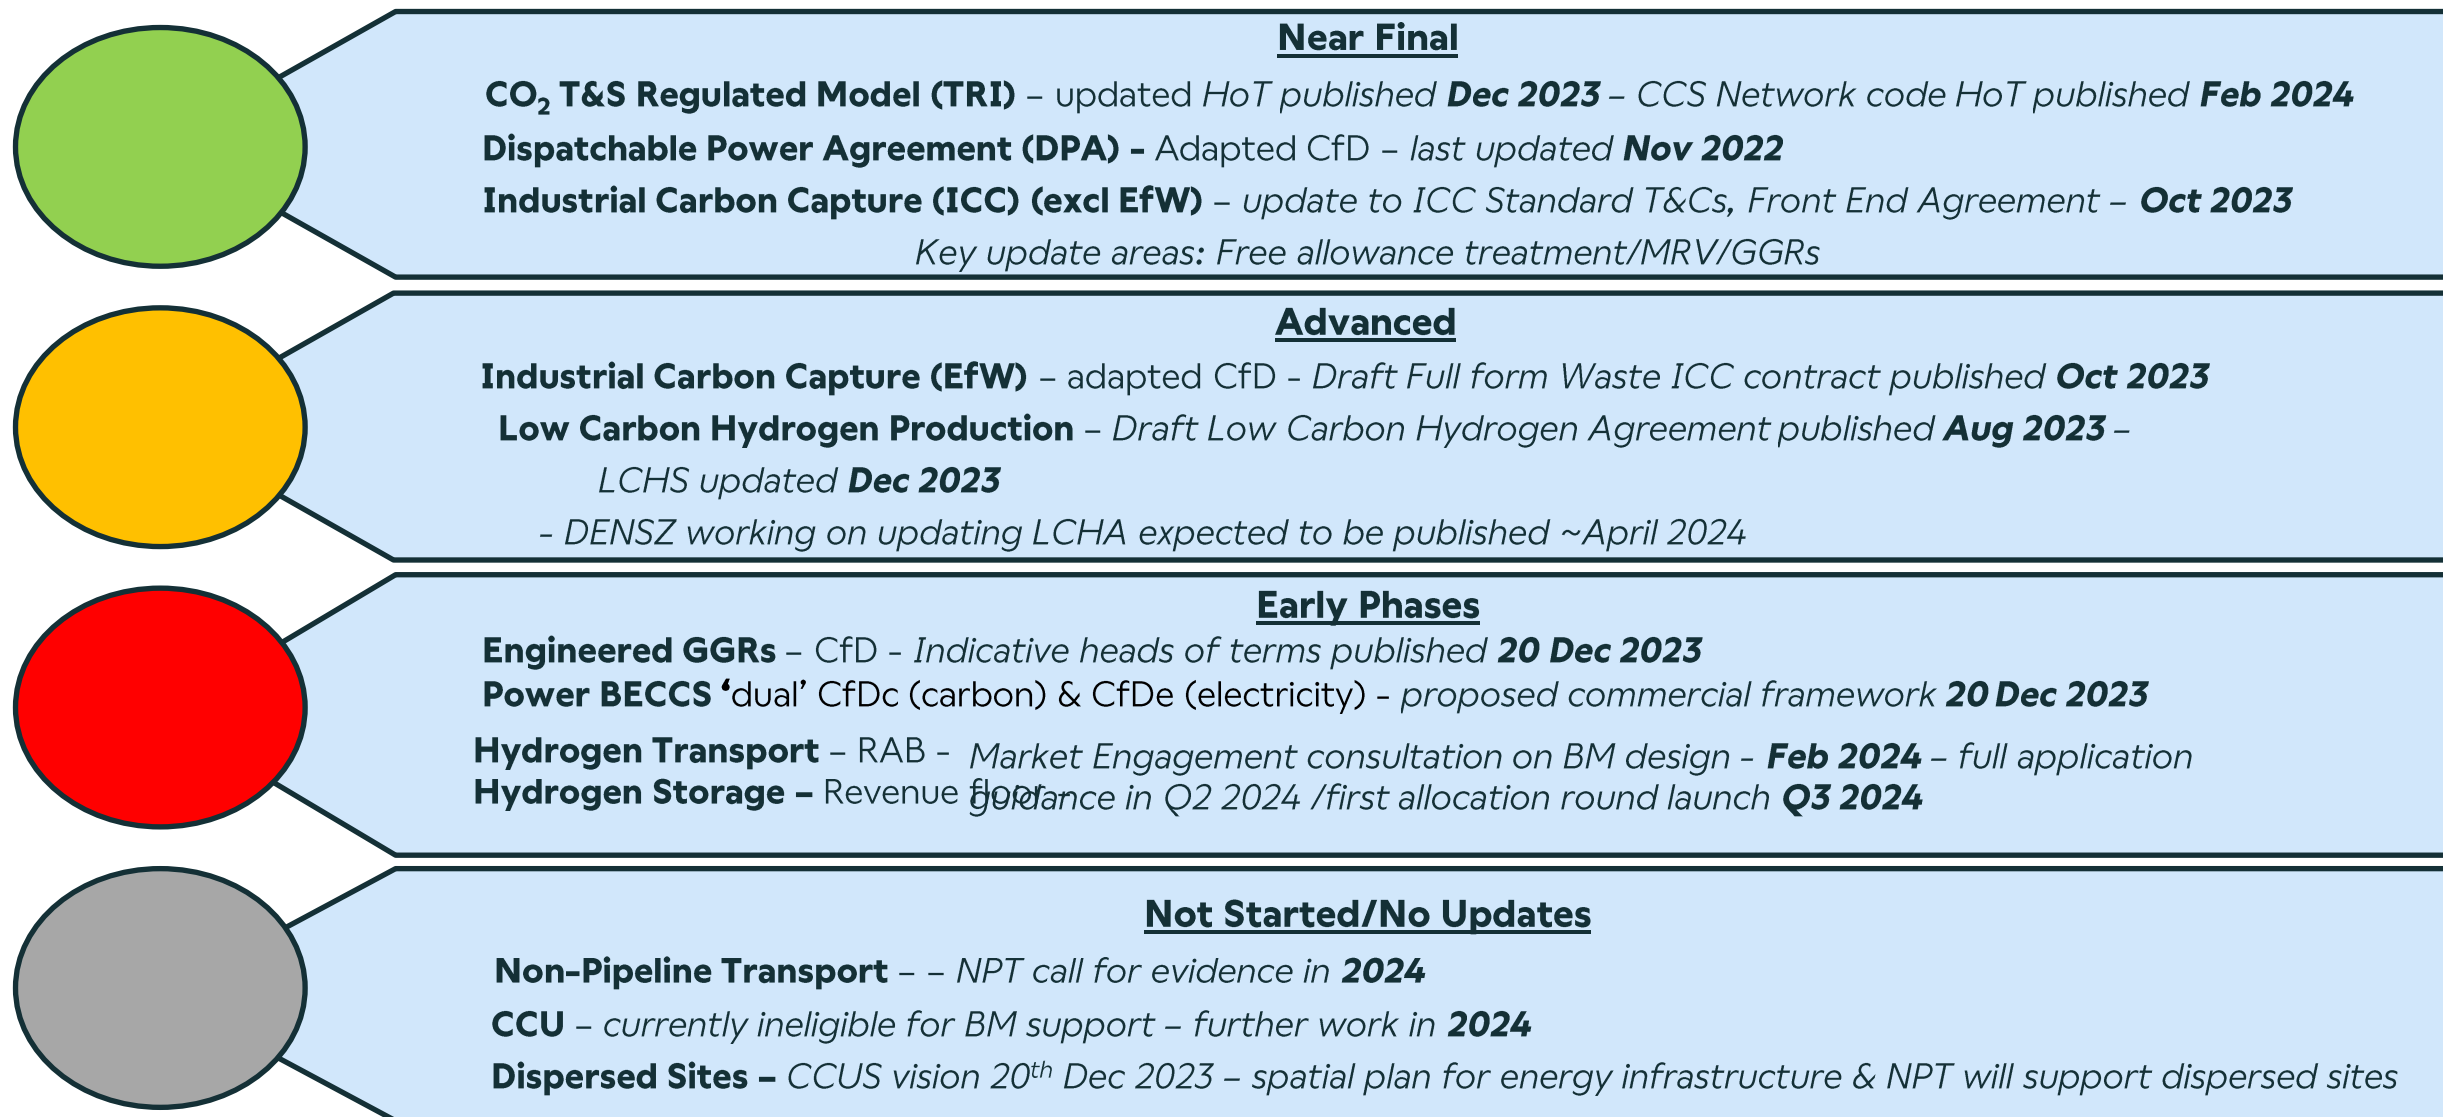 Near Final
CO₂ T&S Regulated Model (TRI) – updated HoT published Dec 2023 – CCS Network code HoT published Feb 2024
Dispatchable Power Agreement (DPA) - Adapted CfD – last updated Nov 2022
Industrial Carbon Capture (ICC) (excl EfW) – update to ICC Standard T&Cs, Front End Agreement – Oct 2023
Key update areas: Free allowance treatment/MRV/GGRs
Advanced
Industrial Carbon Capture (EfW) – adapted CfD - Draft Full form Waste ICC contract published Oct 2023
Low Carbon Hydrogen Production – Draft Low Carbon Hydrogen Agreement published Aug 2023 –
LCHS updated Dec 2023
- DENSZ working on updating LCHA expected to be published ~April 2024
Early Phases
Engineered GGRs – CfD - Indicative heads of terms published 20 Dec 2023
Power BECCS ‘dual’ CfDc (carbon) & CfDe (electricity) - proposed commercial framework 20 Dec 2023
Hydrogen Transport – RAB -
Hydrogen Storage – Revenue floor -
Market Engagement consultation on BM design - Feb 2024 – full application
guidance in Q2 2024 /first allocation round launch Q3 2024
Not Started/No Updates
Non-Pipeline Transport – – NPT call for evidence in 2024
CCU – currently ineligible for BM support – further work in 2024
Dispersed Sites – CCUS vision 20th Dec 2023 – spatial plan for energy infrastructure & NPT will support dispersed sites